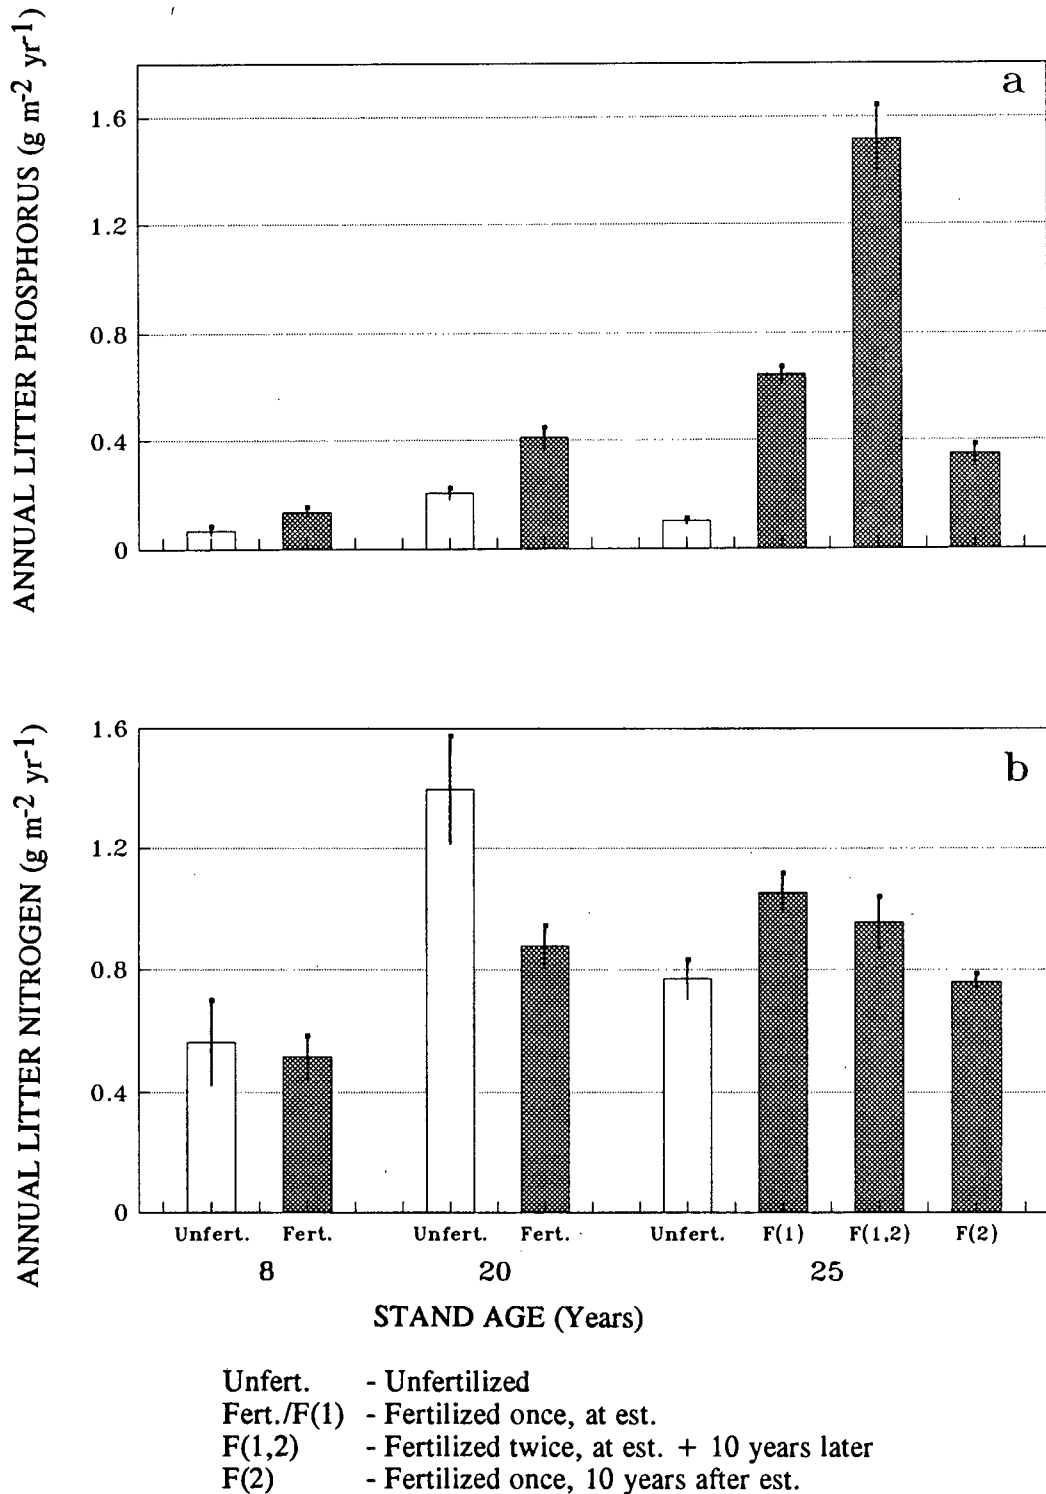 ANNUAL LITTER PHOSPHORUS (g m-2 yr-1)
a
1.6
1.2
0.8
0.4
0
ANNUAL LITTER NITROGEN (g m-2 yr-1)
b
1.6
1.2
0.8
0.4
0
Unfert. Fert. Unfert. Fert. Unfert. F(1) F(1,2) F(2)
8 20 25
STAND AGE (Years)
Unfert. - Unfertilized
Fert./F(1) - Fertilized once, at est.
F(1,2) - Fertilized twice, at est. + 10 years later
F(2) - Fertilized once, 10 years after est.